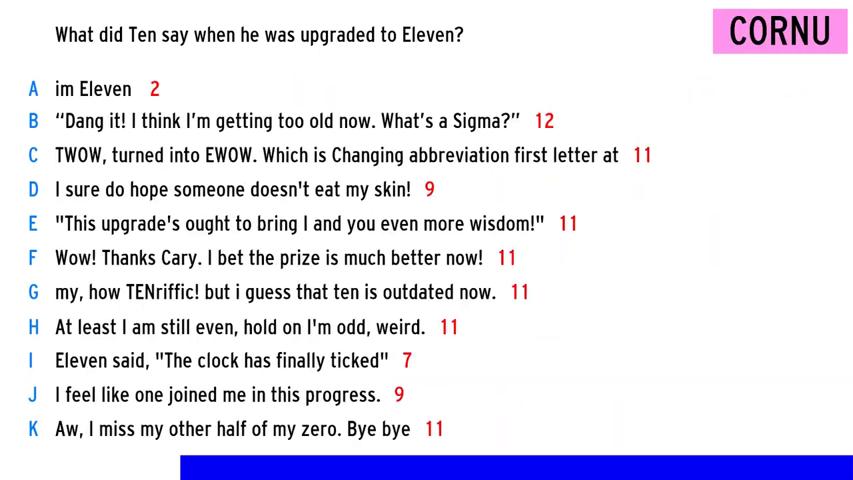 What did Ten say when he was upgraded to Eleven?
CORNU
A im Eleven 2
B “Dang it! I think I’m getting too old now. What’s a Sigma?” 12
C TWOW, turned into EWOW. Which is Changing abbreviation first letter at 11
D I sure do hope someone doesn't eat my skin! 9
E "This upgrade's ought to bring I and you even more wisdom!" 11
F Wow! Thanks Cary. I bet the prize is much better now! 11
G my, how TENriffic! but i guess that ten is outdated now. 11
H At least I am still even, hold on I'm odd, weird. 11
I Eleven said, "The clock has finally ticked" 7
J I feel like one joined me in this progress. 9
K Aw, I miss my other half of my zero. Bye bye 11